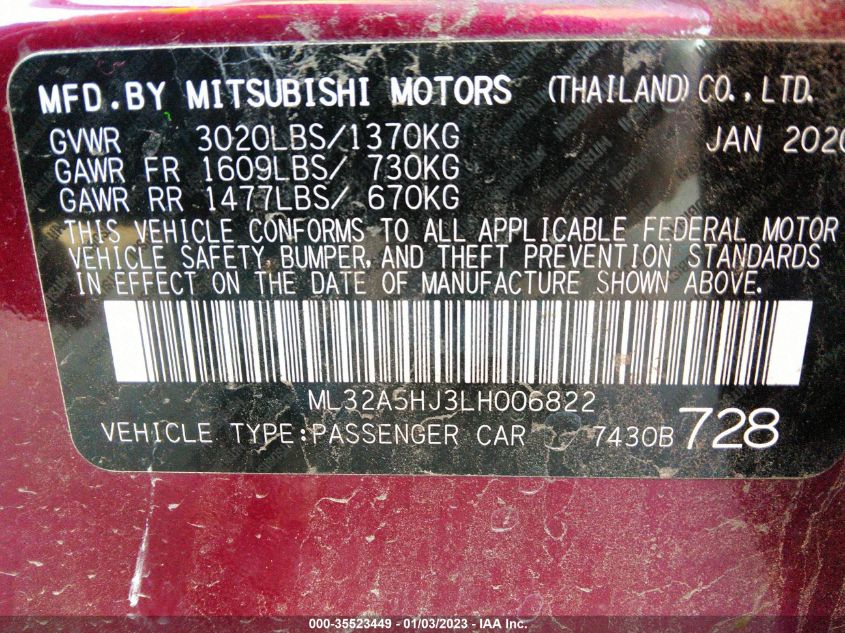 MFD.BY MITSUBISHI MOTORS (THAILAND) CO., LTD.
GVWR 3020LBS/1370KG JAN 2020
GAWR FR 1609LBS/ 730KG
GAWR RR 1477LBS/ 670KG
THIS VEHICLE CONFORMS TO ALL APPLICABLE FEDERAL MOTOR
VEHICLE SAFETY, BUMPER, AND THEFT PREVENTION STANDARDS
IN EFFECT ON THE DATE OF MANUFACTURE SHOWN ABOVE.
ML32A5HJ3LH006822
VEHICLE TYPE:PASSENGER CAR 7430B 728
000-35523449 - 01/03/2023 - IAA Inc.